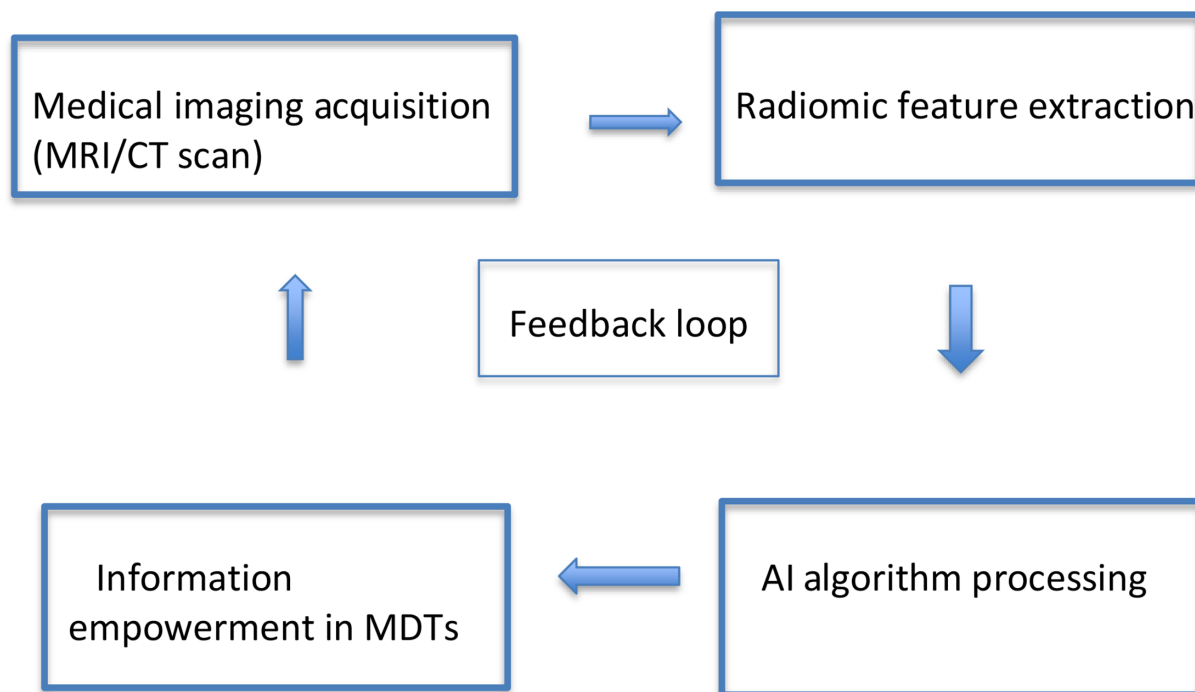 Medical imaging acquisition
(MRI/CT scan)
Radiomic feature extraction
Feedback loop
Information
empowerment in MDTs
AI algorithm processing